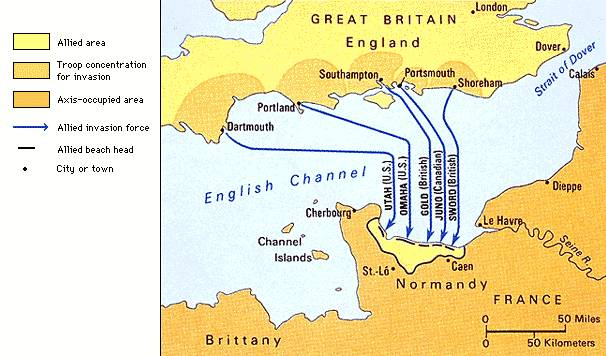 Allied area
Troop concentration
for invasion
Axis-occupied area
Allied invasion force
Allied beach head
City or town
GREAT BRITAIN
England
London
Dover
Strait of Dover
Calais
Southampton
Portsmouth
Shoreham
Portland
Dartmouth
English Channel
UTAH (U.S.)
OMAHA (U.S.)
GOLD (British)
JUNO (Canadian)
SWORD (British)
Dieppe
Cherbourg
Le Havre
Seine R.
Channel
Islands
St.-Lô
Caen
Normandy
FRANCE
Brittany
0 50 Miles
0 50 Kilometers